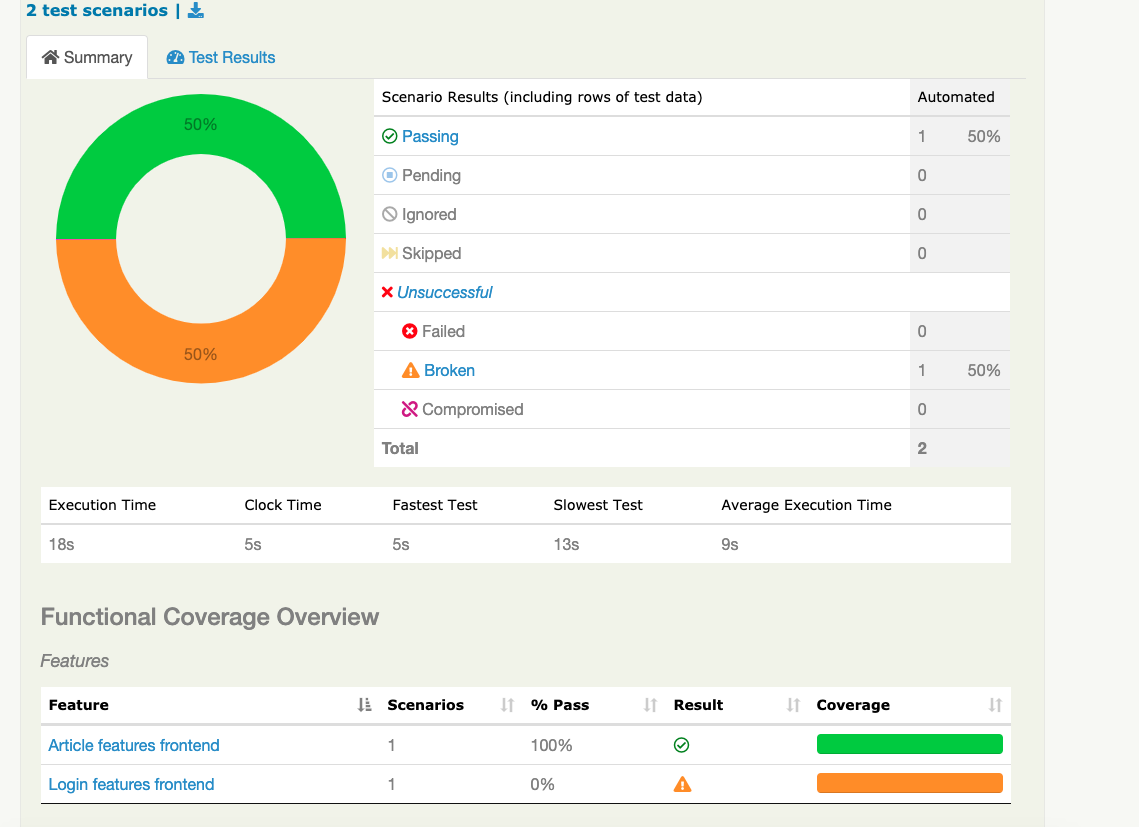 2 test scenarios |
Summary Test Results
50%
50%
Scenario Results (including rows of test data) Automated
Passing 1 50%
Pending 0
Ignored 0
Skipped 0
Unsuccessful
Failed 0
Broken 1 50%
Compromised 0
Total 2
Execution Time Clock Time Fastest Test Slowest Test Average Execution Time
18s 5s 5s 13s 9s
Functional Coverage Overview
Features
Feature Scenarios % Pass Result Coverage
Article features frontend 1 100%
Login features frontend 1 0%